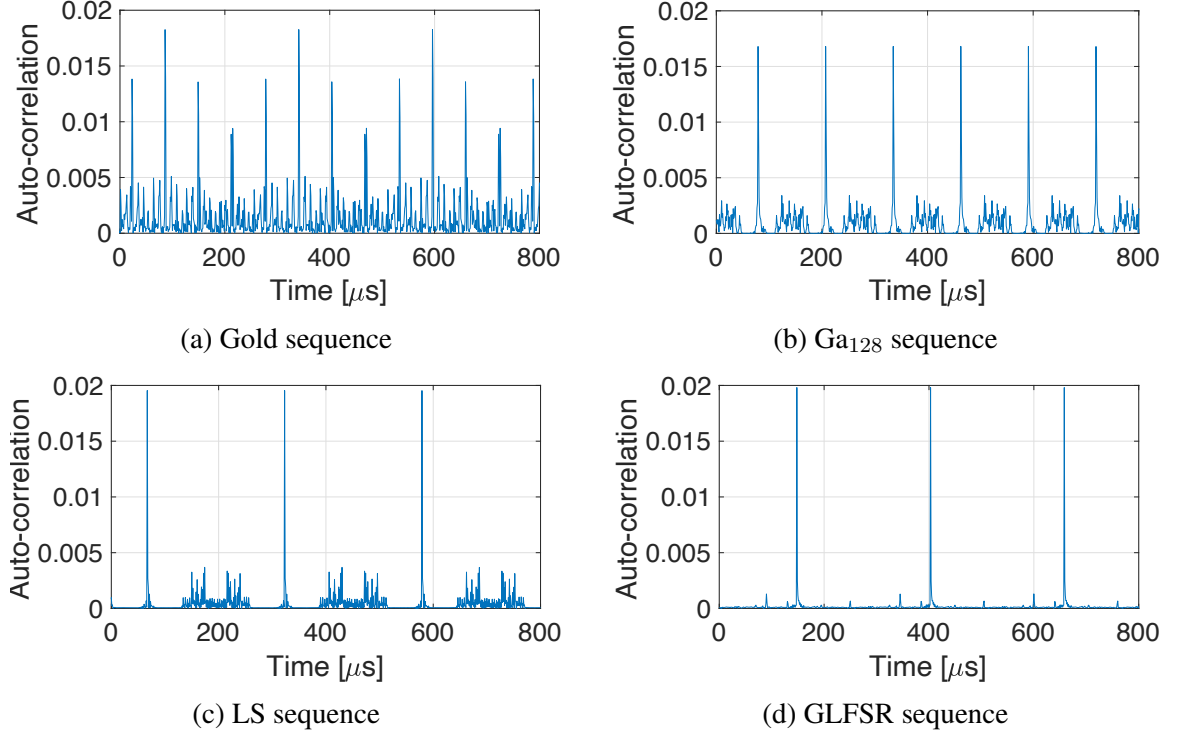 0.02
0.015
0.01
0.005
0
Auto-correlation
0 200 400 600 800
Time [μs]
(a) Gold sequence
0.02
0.015
0.01
0.005
0
Auto-correlation
0 200 400 600 800
Time [μs]
(b) Ga128 sequence
0.02
0.015
0.01
0.005
0
Auto-correlation
0 200 400 600 800
Time [μs]
(c) LS sequence
0.02
0.015
0.01
0.005
0
Auto-correlation
0 200 400 600 800
Time [μs]
(d) GLFSR sequence